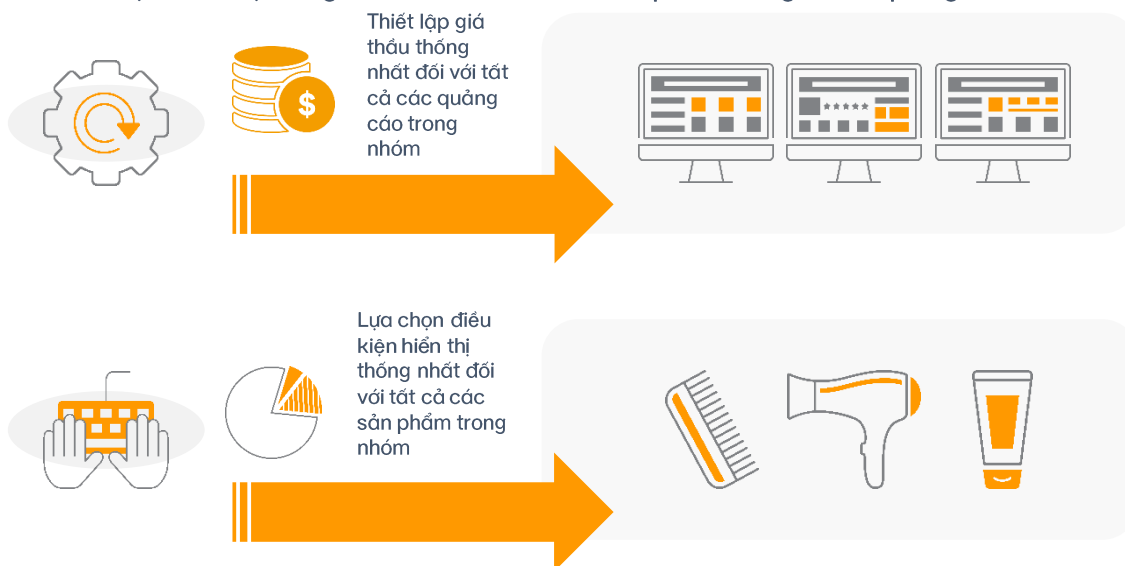 Thiết lập giá
thầu thống
nhất đối với tất
cả các quảng
cáo trong
nhóm
$
Lựa chọn điều
kiện hiển thị
thống nhất đối
với tất cả các
sản phẩm trong
nhóm